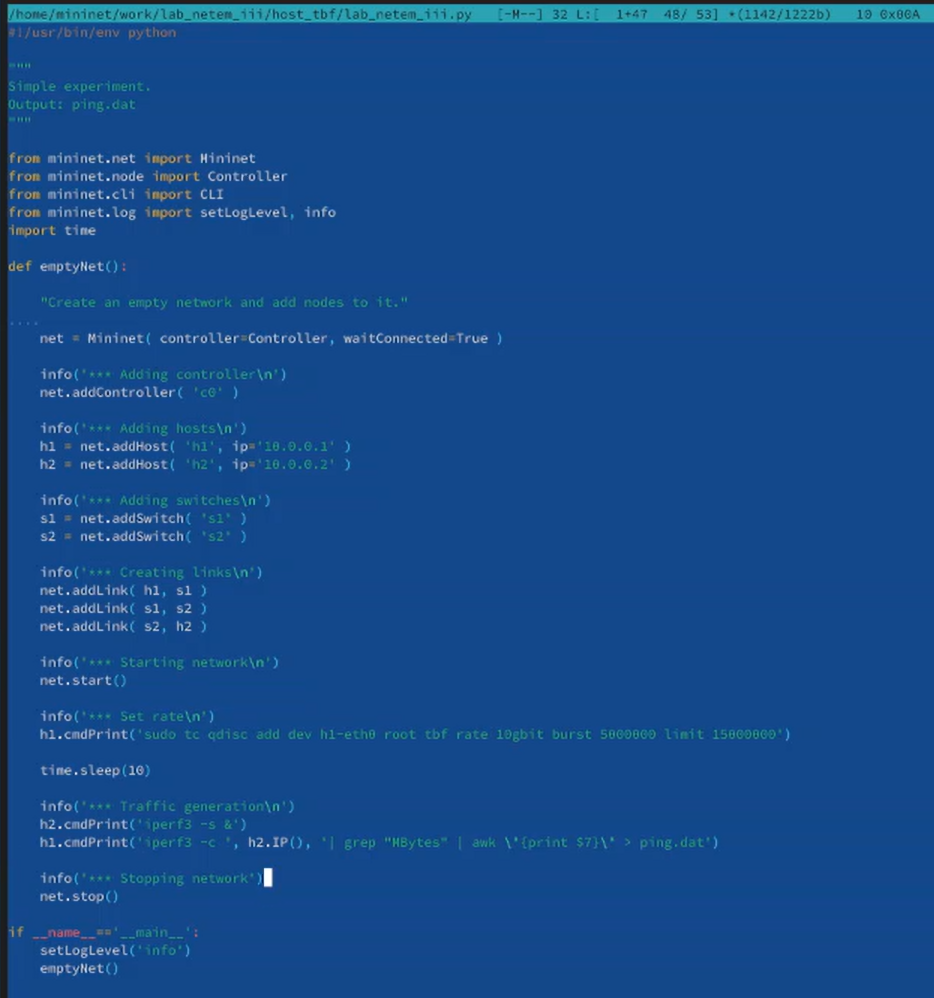 /home/mininet/work/lab_netem_iii/host_tbf/lab_netem_iii.py   [-M--] 32 L:[  1+47  48/ 53] *(1142/1222b)   10 0x00A
#!/usr/bin/env python
"""
Simple experiment.
Output: ping.dat
"""
from mininet.net import Mininet
from mininet.node import Controller
from mininet.cli import CLI
from mininet.log import setLogLevel, info
import time
def emptyNet():
    "Create an empty network and add nodes to it."
....
    net = Mininet( controller=Controller, waitConnected=True )
    info('*** Adding controller\n')
    net.addController( 'c0' )
    info('*** Adding hosts\n')
    h1 = net.addHost( 'h1', ip='10.0.0.1' )
    h2 = net.addHost( 'h2', ip='10.0.0.2' )
    info('*** Adding switches\n')
    s1 = net.addSwitch( 's1' )
    s2 = net.addSwitch( 's2' )
    info('*** Creating links\n')
    net.addLink( h1, s1 )
    net.addLink( s1, s2 )
    net.addLink( s2, h2 )
    info('*** Starting network\n')
    net.start()
    info('*** Set rate\n')
    h1.cmdPrint('sudo tc qdisc add dev h1-eth0 root tbf rate 10gbit burst 5000000 limit 15000000')
    time.sleep(10)
    info('*** Traffic generation\n')
    h2.cmdPrint('iperf3 -s &')
    h1.cmdPrint('iperf3 -c ', h2.IP(), '| grep "MBytes" | awk \'{print $7}\' > ping.dat')
    info('*** Stopping network')
    net.stop()
if __name__=='__main__':
    setLogLevel('info')
    emptyNet()